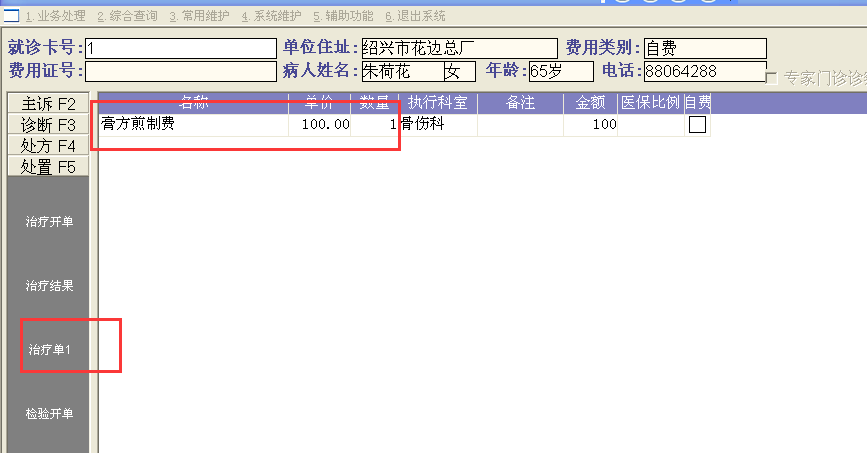 1. 业务处理 2. 综合查询 3. 常用维护 4. 系统维护 5. 辅助功能 6. 退出系统
就诊卡号: 1 单位住址: 绍兴市花边总厂 费用类别: 自费
费用证号: 病人姓名: 朱荷花 女 年龄: 65岁 电话: 88064288 专家门诊诊
主诉 F2
诊断 F3
处方 F4
处置 F5
名称 单价 数量 执行科室 备注 金额 医保比例 自费
膏方煎制费 100.00 1 骨伤科 100
治疗开单
治疗结果
治疗单1
检验开单